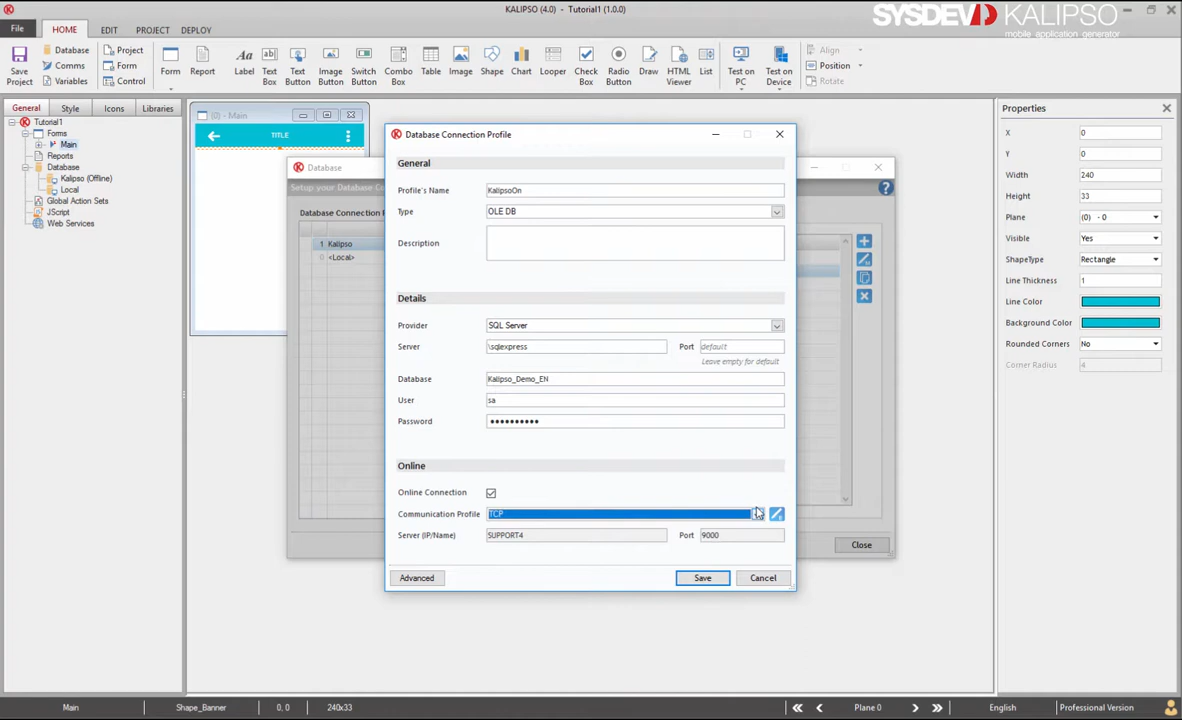 KALIPSO (4.0) - Tutorial1 (1.0.0)
SYSDEV KALIPSO
mobile application generator
File HOME EDIT PROJECT DEPLOY
Save Project
Database
Comms
Variables
Project
Form
Control
Form
Report
Label
Text Box
Text Button
Image Button
Switch Button
Combo Box
Table
Image
Shape
Chart
Looper
Check Box
Radio Button
Draw
HTML Viewer
List
Test on PC
Test on Device
Align
Position
Rotate
General Style Icons Libraries
Tutorial1
Forms
Main
Reports
Database
Kalipso (Offline)
Local
Global Action Sets
JScript
Web Services
(0) - Main
TITLE
Database
Setup your Database Co
Database Connection P
1 Kalipso
0 <Local>
Close
Database Connection Profile
General
Profile's Name KalipsoOn
Type OLE DB
Description
Details
Provider SQL Server
Server \sqlexpress Port default
Leave empty for default
Database Kalipso_Demo_EN
User sa
Password ••••••••••
Online
Online Connection
Communication Profile TCP
Server (IP/Name) SUPPORT4 Port 9000
Advanced Save Cancel
Properties
X 0
Y 0
Width 240
Height 33
Plane (0) - 0
Visible Yes
ShapeType Rectangle
Line Thickness 1
Line Color
Background Color
Rounded Corners No
Corner Radius 4
Main Shape_Banner 0, 0 240x33 Plane 0 English Professional Version